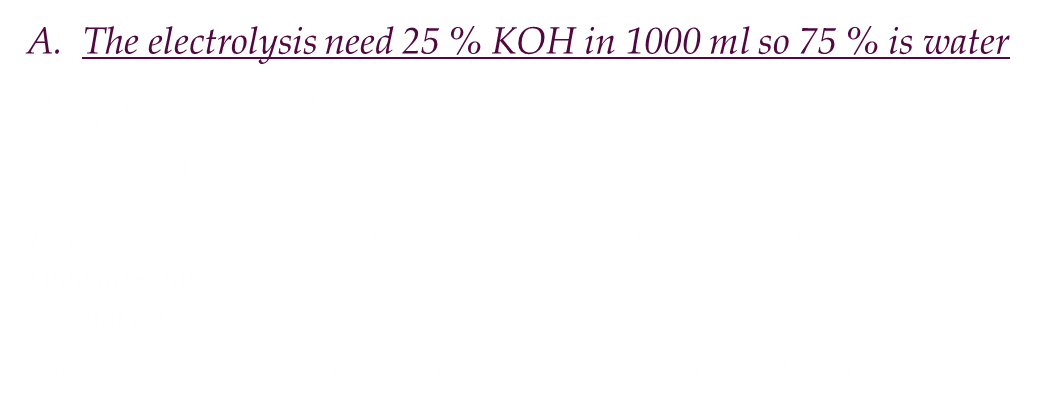 A. The electrolysis need 25 % KOH in 1000 ml so 75 % is water